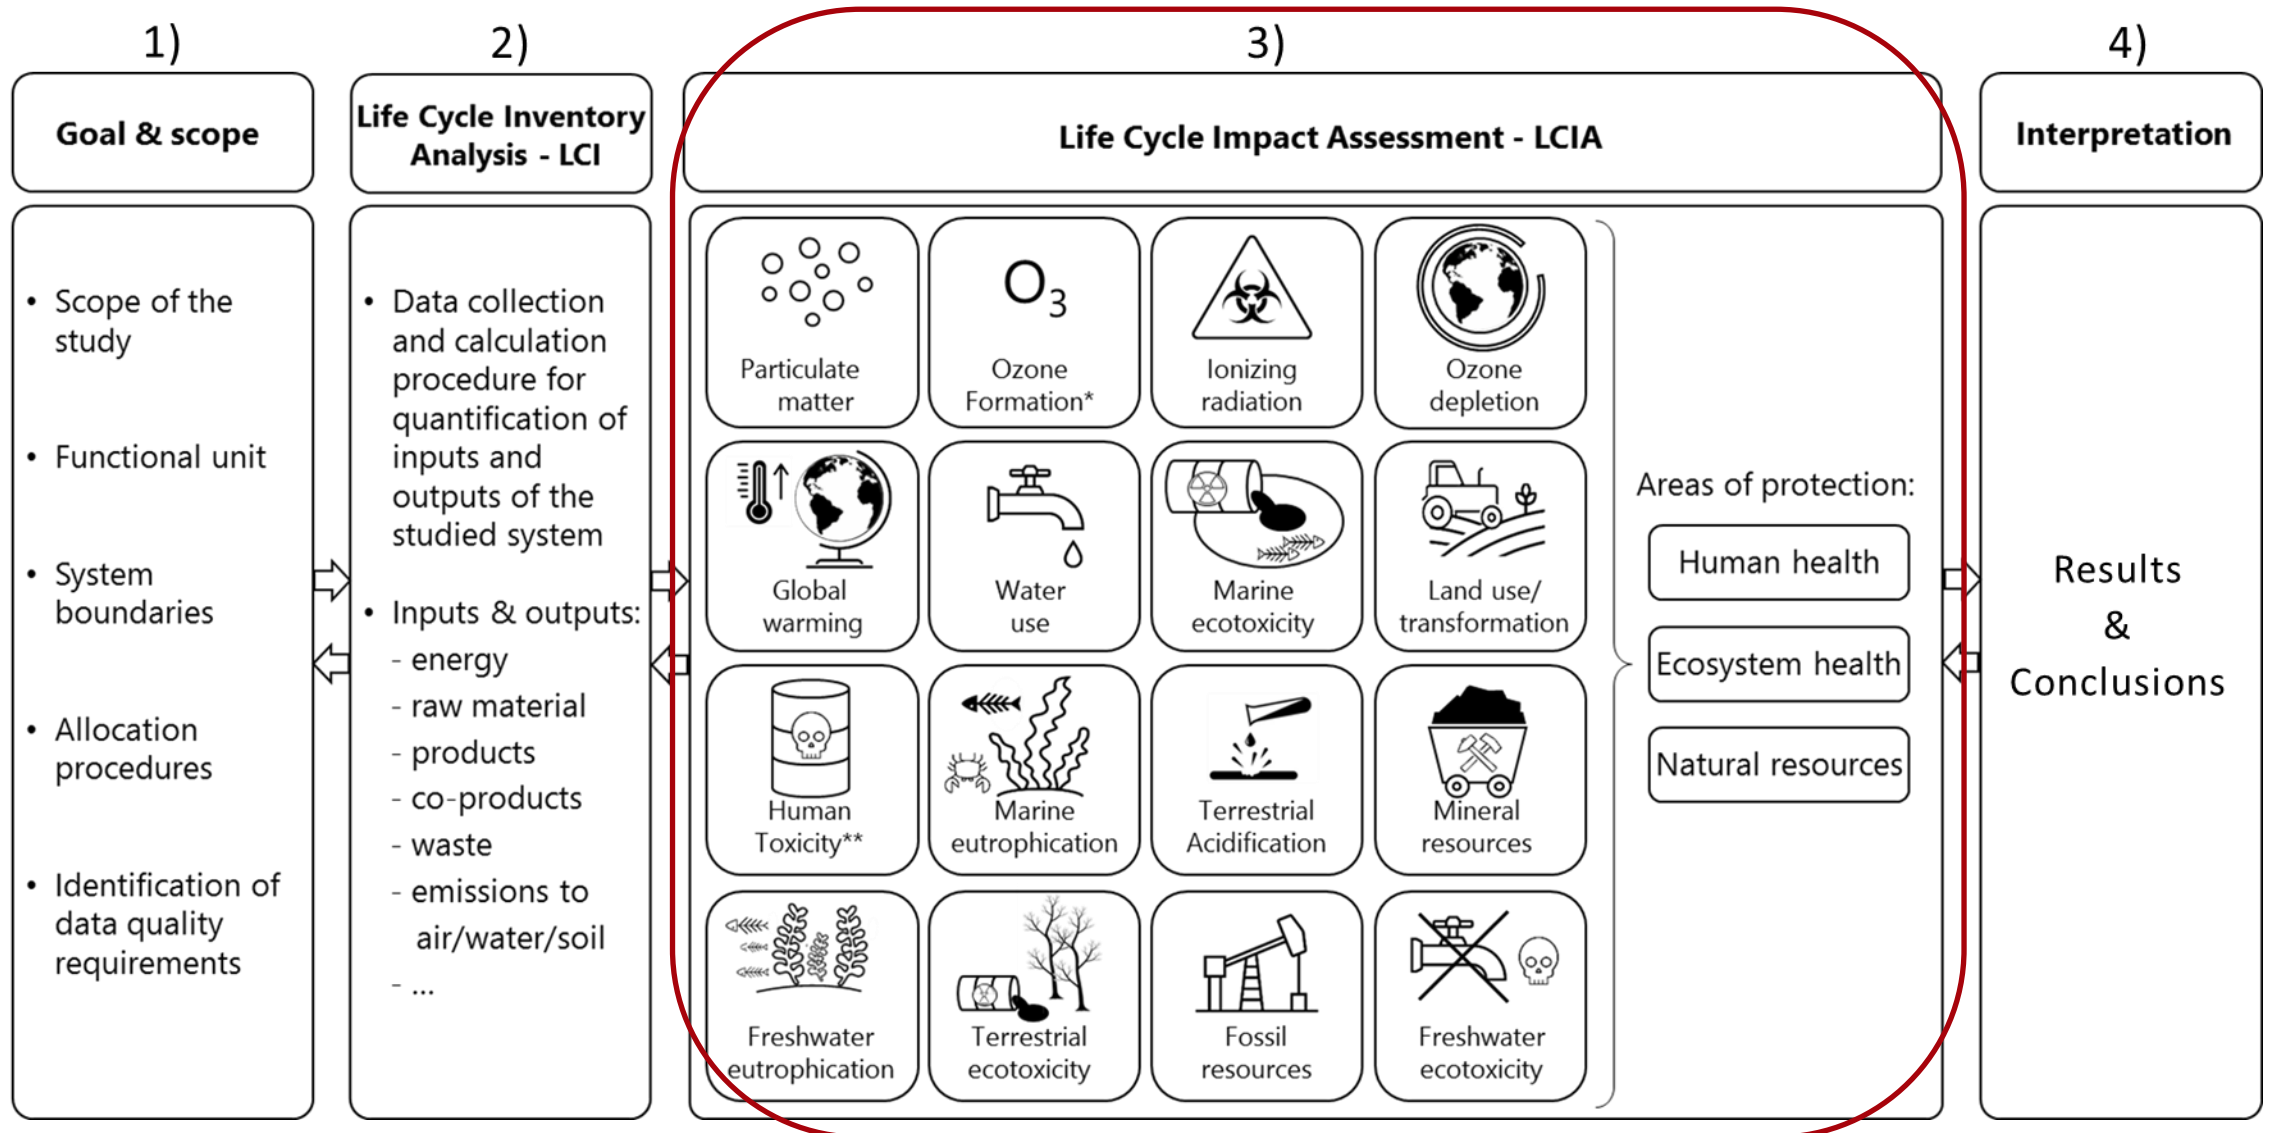 1)
Goal & scope
• Scope of the
study
• Functional unit
• System
boundaries
• Allocation
procedures
• Identification of
data quality
requirements
2)
Life Cycle Inventory
Analysis - LCI
• Data collection
and calculation
procedure for
quantification of
inputs and
outputs of the
studied system
• Inputs & outputs:
- energy
- raw material
- products
- co-products
- waste
- emissions to
air/water/soil
- ...
3)
Life Cycle Impact Assessment - LCIA
Particulate
matter
O3
Ozone
Formation*
Ionizing
radiation
Ozone
depletion
Global
warming
Water
use
Marine
ecotoxicity
Land use/
transformation
Human
Toxicity**
Marine
eutrophication
Terrestrial
Acidification
Mineral
resources
Freshwater
eutrophication
Terrestrial
ecotoxicity
Fossil
resources
Freshwater
ecotoxicity
Areas of protection:
Human health
Ecosystem health
Natural resources
4)
Interpretation
Results
&
Conclusions